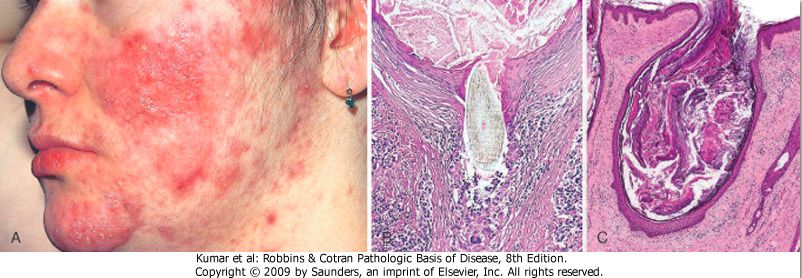 A
B
C
Kumar et al: Robbins & Cotran Pathologic Basis of Disease, 8th Edition.
Copyright © 2009 by Saunders, an imprint of Elsevier, Inc. All rights reserved.